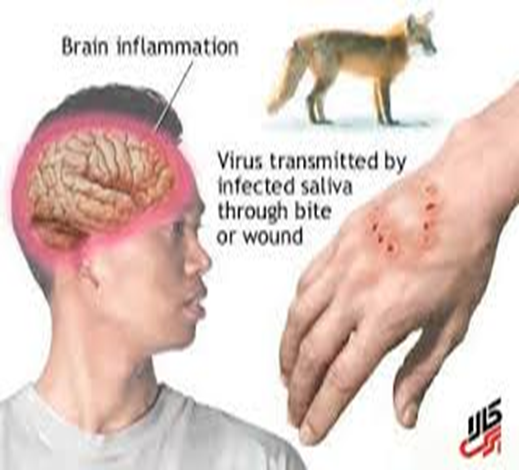 Brain inflammation
Virus transmitted by
infected saliva
through bite
or wound